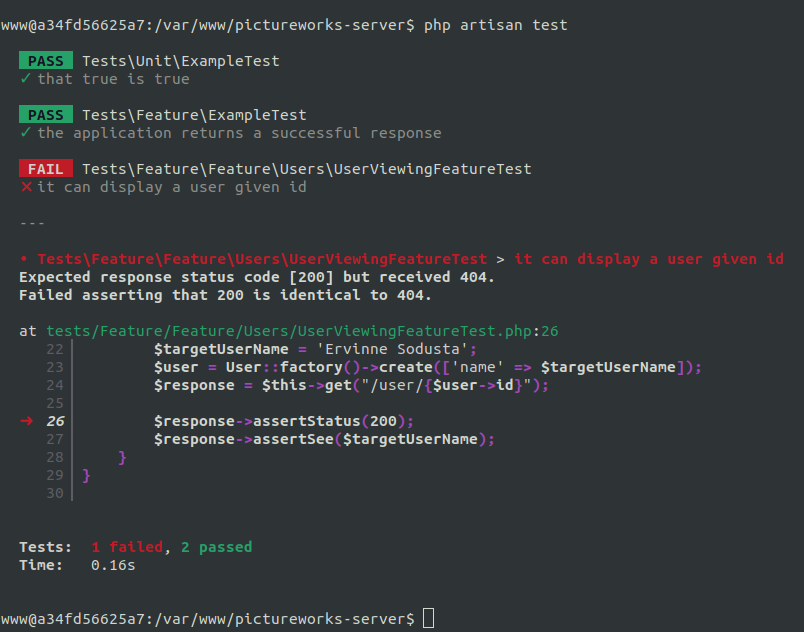 www@a34fd56625a7:/var/www/pictureworks-server$ php artisan test
PASS Tests\Unit\ExampleTest
✓ that true is true
PASS Tests\Feature\ExampleTest
✓ the application returns a successful response
FAIL Tests\Feature\Feature\Users\UserViewingFeatureTest
⨯ it can display a user given id
---
• Tests\Feature\Feature\Users\UserViewingFeatureTest > it can display a user given id
Expected response status code [200] but received 404.
Failed asserting that 200 is identical to 404.
at tests/Feature/Feature/Users/UserViewingFeatureTest.php:26
22 $targetUserName = 'Ervinne Sodusta';
23 $user = User::factory()->create(['name' => $targetUserName]);
24 $response = $this->get("/user/{$user->id}");
25
➜ 26 $response->assertStatus(200);
27 $response->assertSee($targetUserName);
28 }
29 }
30
Tests: 1 failed, 2 passed
Time: 0.16s
www@a34fd56625a7:/var/www/pictureworks-server$